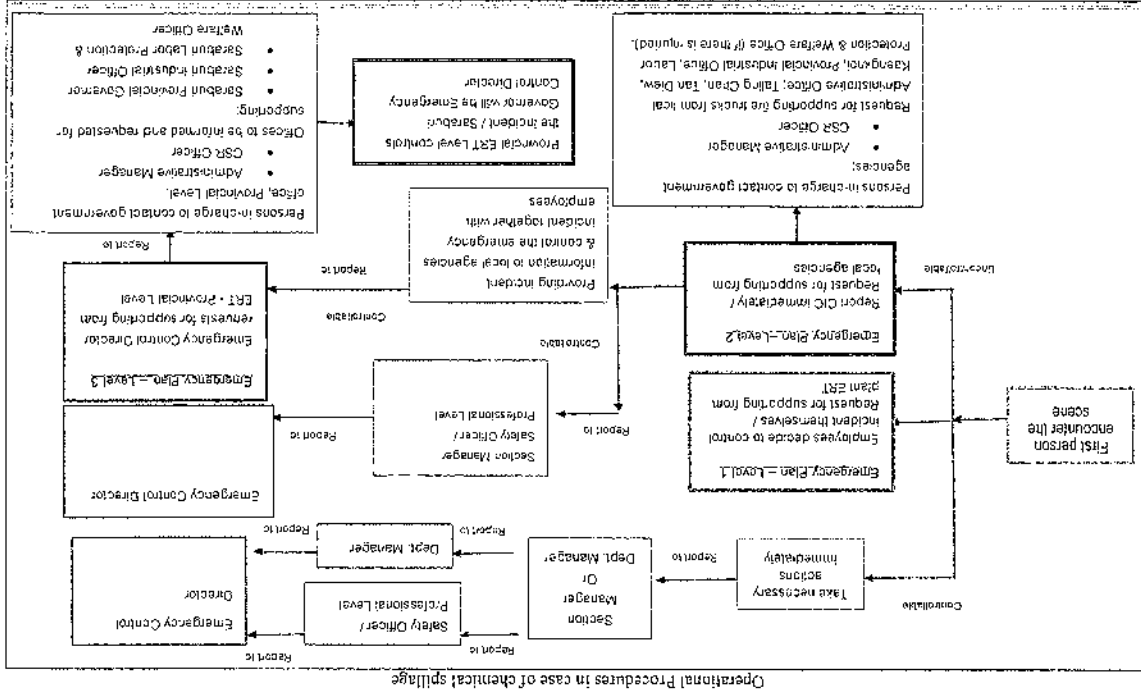 Operational Procedures in case of chemical spillage
Controllable
Take necessary
actions
immediately
Report to
Section
Manager
Or
Dept. Manager
Report to
Safety Officer /
Professional Level
Report to
Report to
Dept. Manager
Report to
Emergency Control
Director
First person
encounter the
scene
Emergency Plan – Level 1
Employees decide to control
incident themselves /
Request for supporting from
plant ERT
Report to
Section Manager
Safety Officer /
Professional Level
Report to
Emergency Control Director
Uncontrollable
Emergency Plan – Level 2
Report CIC immediately /
Request for supporting from
local agencies
Controllable
Providing incident
information to local agencies
& control the emergency
incident together with
employees
Controllable
Report to
Emergency Plan – Level 3
Emergency Control Director
requests for supporting from
ERT - Provincial Level
Report to
Persons in-charge to contact government
agencies;
• Administrative Manager
• CSR Officer
Request for supporting fire trucks from local
Administrative Office; Taling Chan, Tan Diew,
Kaengkhoi, Provincial Industrial Office, Labor
Protection & Welfare Office (if there is injuried).
Provincial ERT Level controls
the incident / Saraburi
Governor will be Emergency
Control Director
Persons in-charge to contact government
office, Provincial Level.
• Administrative Manager
• CSR Officer
Offices to be informed and requested for
supporting:
• Saraburi Provincial Governor
• Saraburi Industrial Officer
• Saraburi Labor Protection &
Welfare Officer